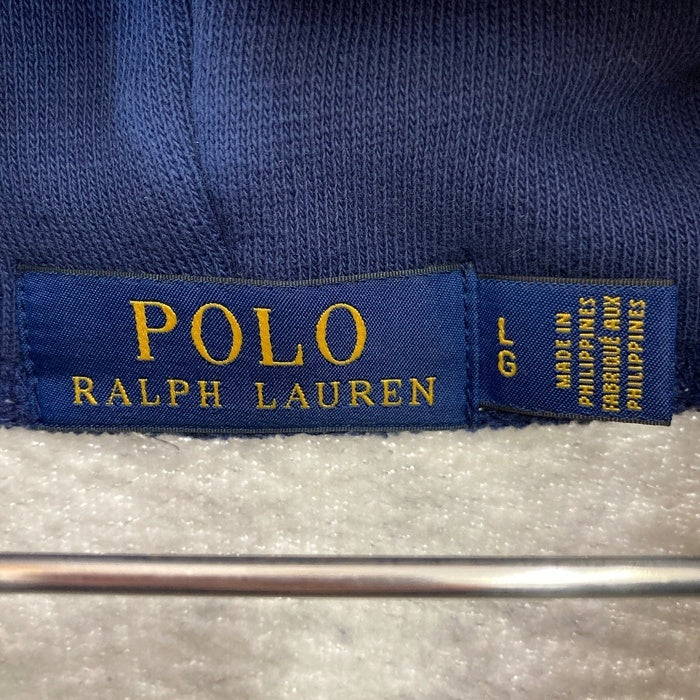 POLO
RALPH LAUREN
L
G
MADE IN
PHILIPPINES
FABRIQUÉ AUX
PHILIPPINES